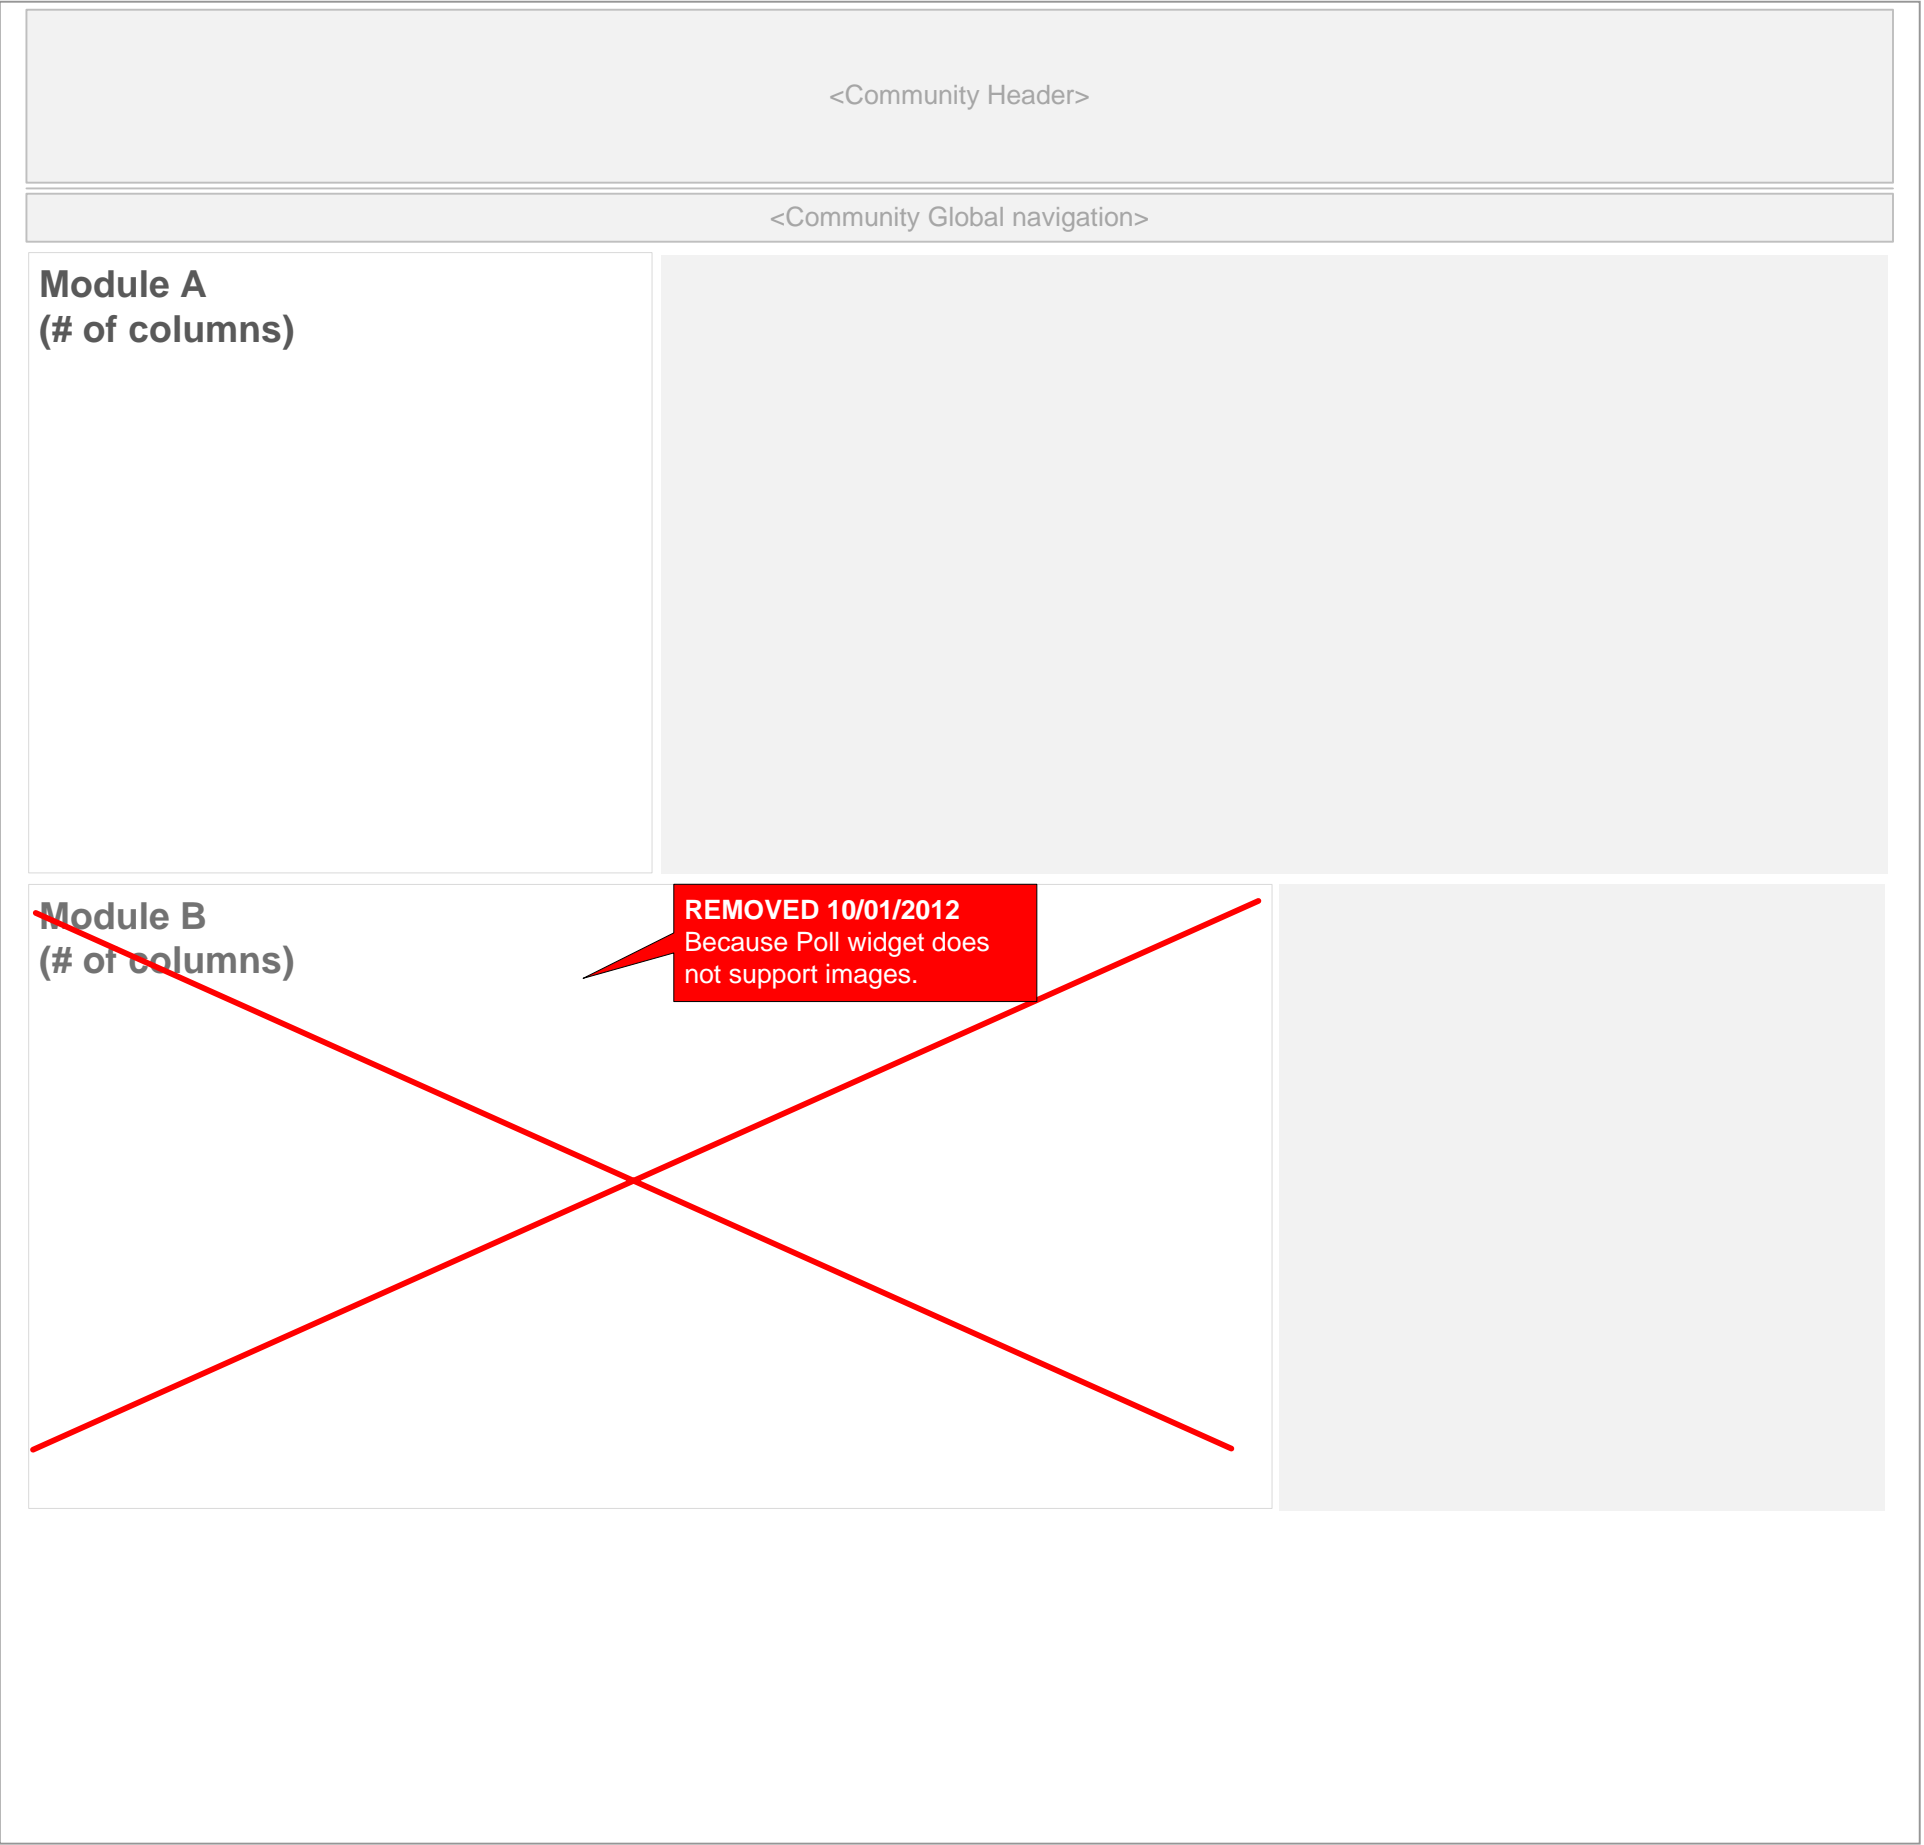 <Community Header>
<Community Global navigation>
Module A
(# of columns)
Module B
(# of columns)
REMOVED 10/01/2012
Because Poll widget does
not support images.